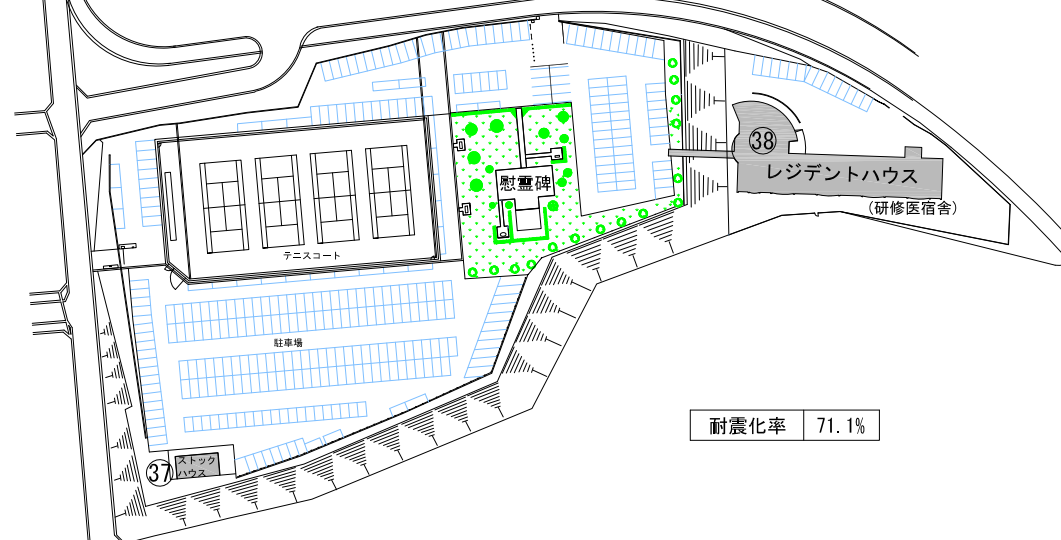 38
レジデントハウス
(研修医宿舎)
慰霊碑
テニスコート
駐車場
耐震化率 71.1%
37
ストック
ハウス